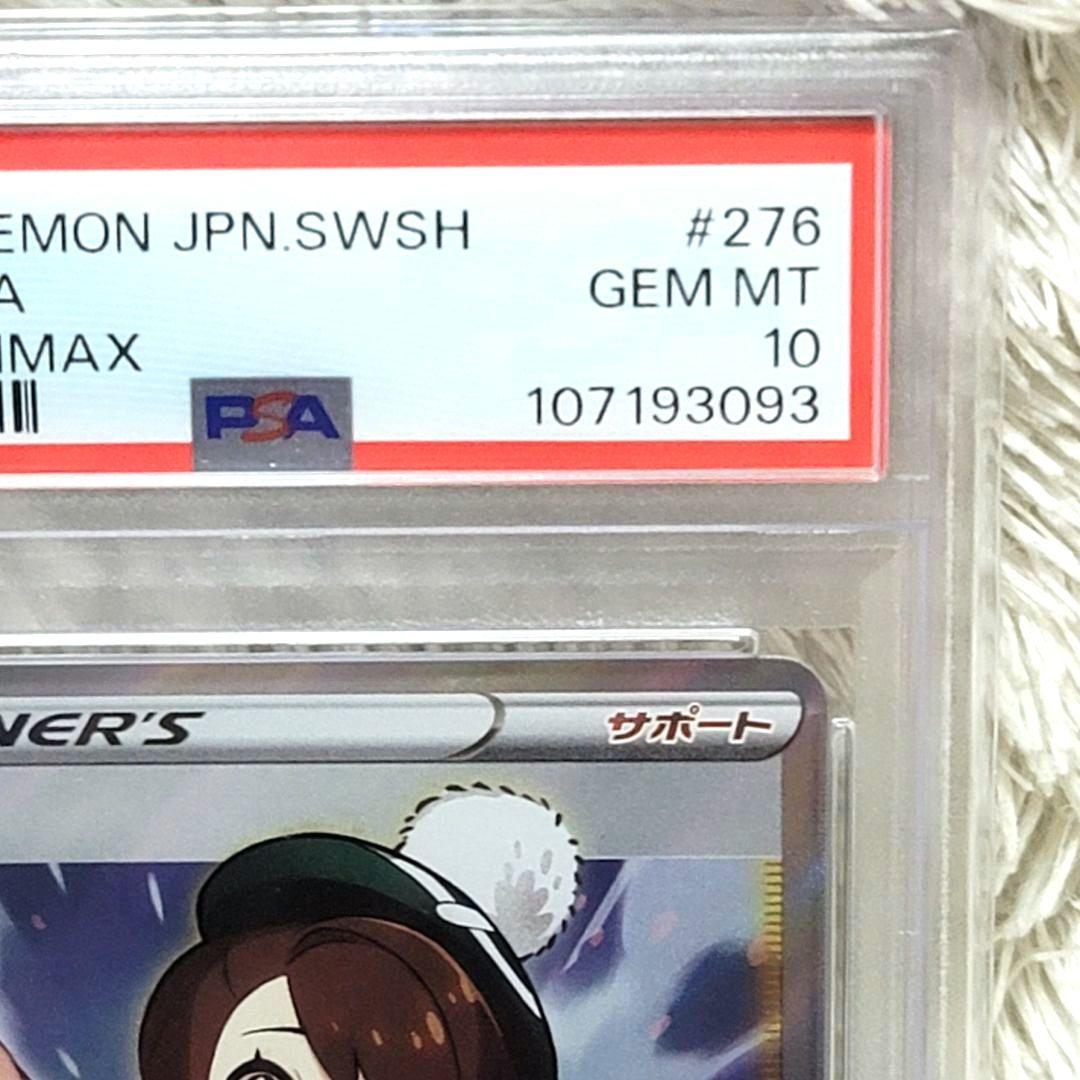 EMON JPN.SWSH #276
A GEM MT
IMAX 10
PSA 107193093
NER'S サポート